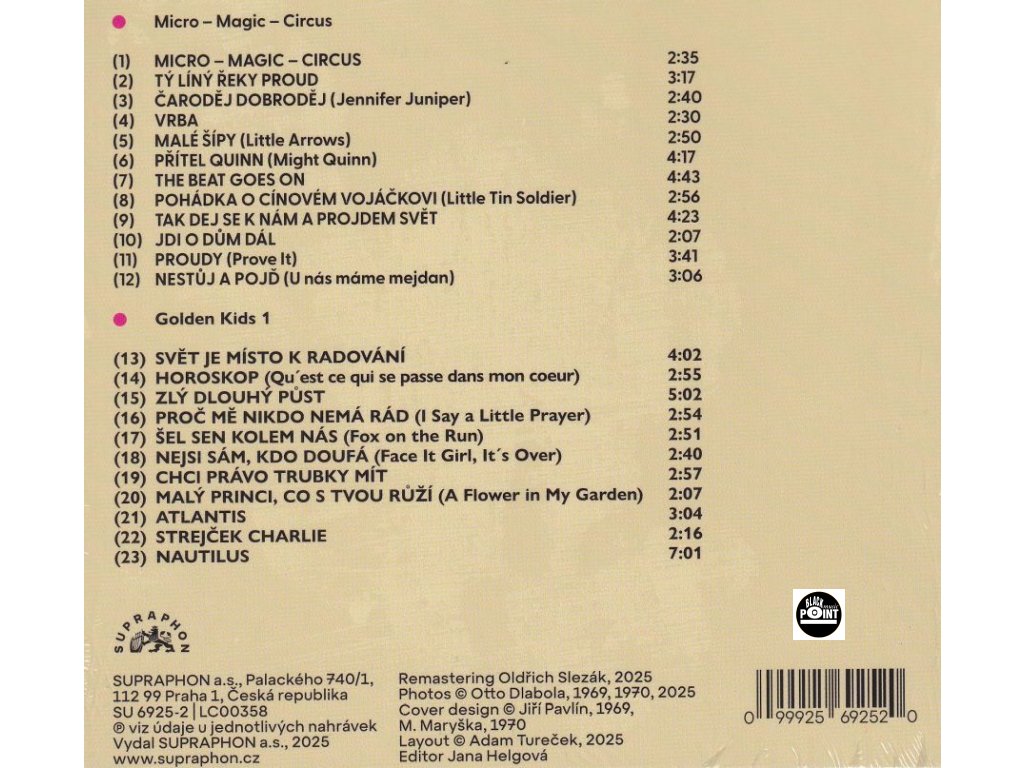 Micro – Magic – Circus
(1) MICRO – MAGIC – CIRCUS 2:35
(2) TÝ LÍNÝ ŘEKY PROUD 3:17
(3) ČARODĚJ DOBRODĚJ (Jennifer Juniper) 2:40
(4) VRBA 2:30
(5) MALÉ ŠÍPY (Little Arrows) 2:50
(6) PŘÍTEL QUINN (Might Quinn) 4:17
(7) THE BEAT GOES ON 4:43
(8) POHÁDKA O CÍNOVÉM VOJÁČKOVI (Little Tin Soldier) 2:56
(9) TAK DEJ SE K NÁM A PROJDEM SVĚT 4:23
(10) JDI O DŮM DÁL 2:07
(11) PROUDY (Prove It) 3:41
(12) NESTŮJ A POJĎ (U nás máme mejdan) 3:06
Golden Kids 1
(13) SVĚT JE MÍSTO K RADOVÁNÍ 4:02
(14) HOROSKOP (Qu´est ce qui se passe dans mon coeur) 2:55
(15) ZLÝ DLOUHÝ PŮST 5:02
(16) PROČ MĚ NIKDO NEMÁ RÁD (I Say a Little Prayer) 2:54
(17) ŠEL SEN KOLEM NÁS (Fox on the Run) 2:51
(18) NEJSI SÁM, KDO DOUFÁ (Face It Girl, It´s Over) 2:40
(19) CHCI PRÁVO TRUBKY MÍT 2:57
(20) MALÝ PRINCI, CO S TVOU RŮŽÍ (A Flower in My Garden) 2:07
(21) ATLANTIS 3:04
(22) STREJČEK CHARLIE 2:16
(23) NAUTILUS 7:01
BLACK
music
POINT
SUPRAPHON
SUPRAPHON a.s., Palackého 740/1,
112 99 Praha 1, Česká republika
SU 6925-2 | LC00358
℗ viz údaje u jednotlivých nahrávek
Vydal SUPRAPHON a.s., 2025
www.supraphon.cz
Remastering Oldřich Slezák, 2025
Photos © Otto Dlabola, 1969, 1970, 2025
Cover design © Jiří Pavlín, 1969,
M. Maryška, 1970
Layout © Adam Tureček, 2025
Editor Jana Helgová
0 99925 69252 0